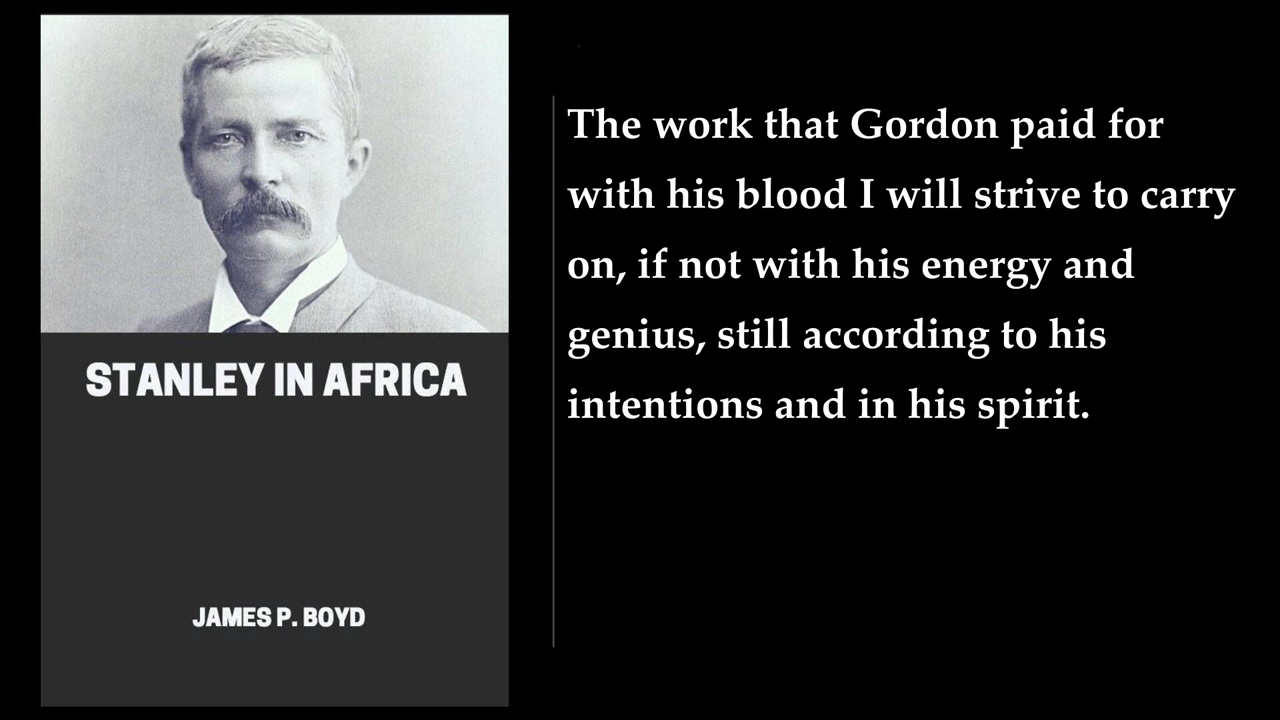 STANLEY IN AFRICA
JAMES P. BOYD
The work that Gordon paid for
with his blood I will strive to carry
on, if not with his energy and
genius, still according to his
intentions and in his spirit.